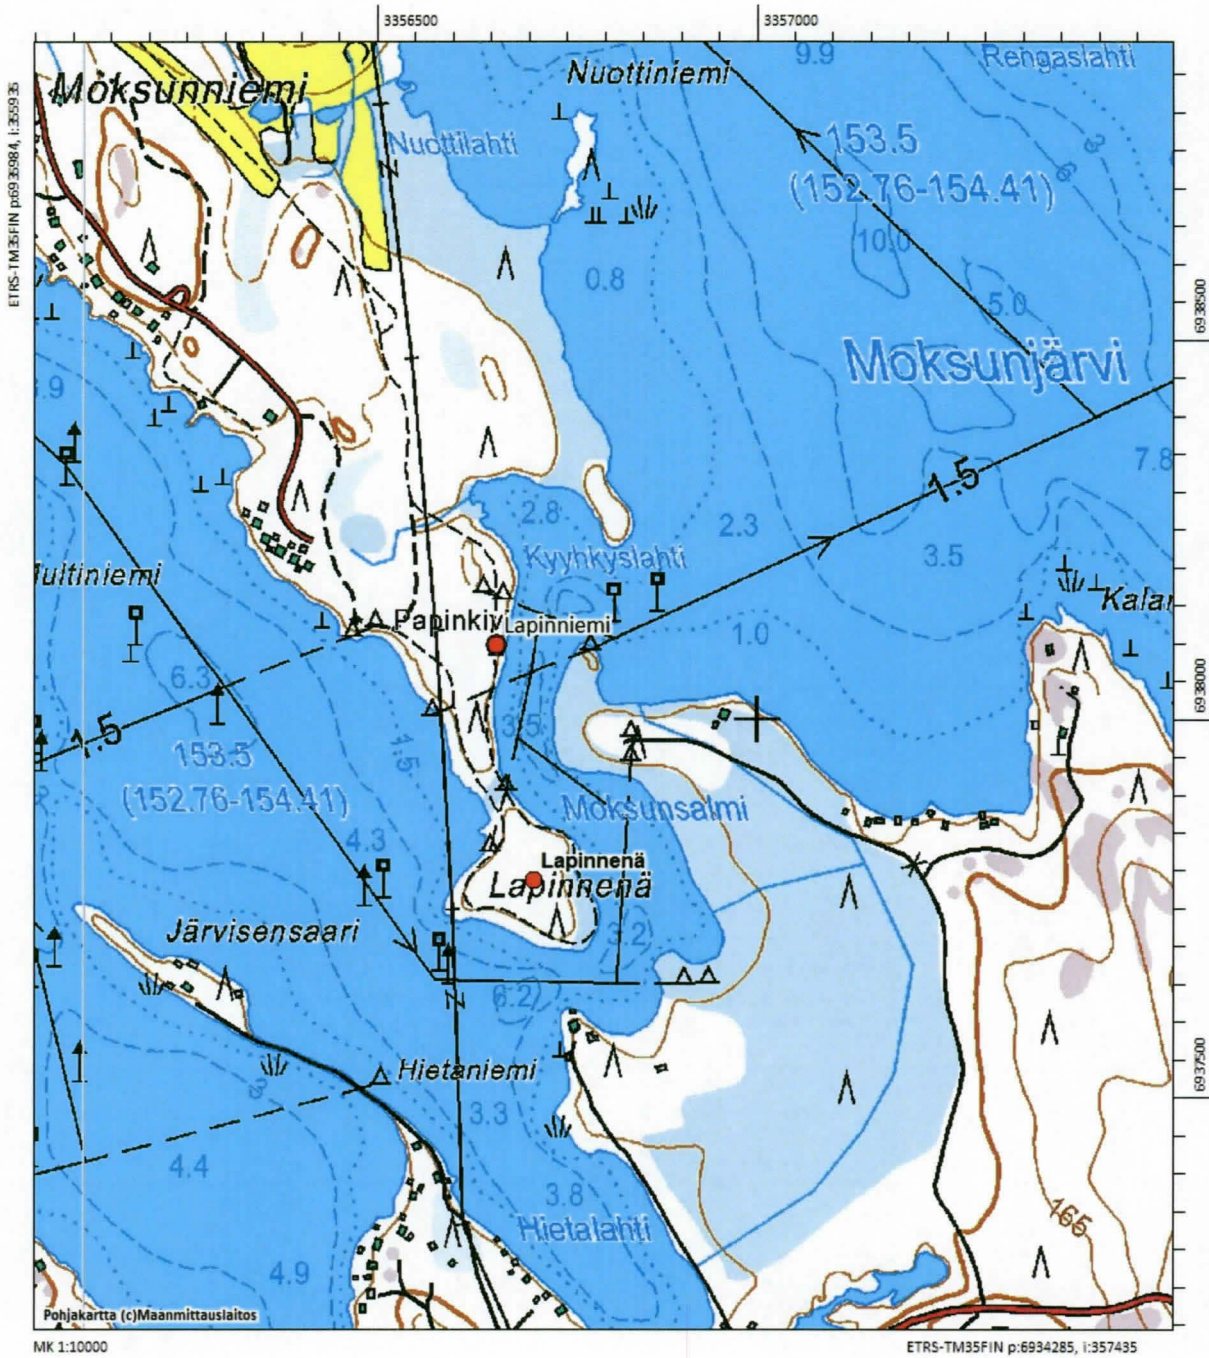 3356500
3357000
ETRS-TM35FIN p:6935984, i:355935
Moksunniemi
Nuottiniemi
9.9
Rengaslahti
Nuottilahti
153.5
(152.76-154.41)
10.0
0.8
5.0
6938500
Moksunjärvi
7.8
1.5
2.8
2.3
3.5
Kyyhkyslahti
Kalar
Papinkivi
Lapinniemi
1.0
6.3
6938000
3.5
1.5
153.5
1.5
(152.76-154.41)
Moksunsalmi
4.3
Lapinnenä
Lapinnenä
Järvisensaari
3.2
6.2
Hietaniemi
6937500
3
3.3
4.4
3.8
165
Hietalahti
4.9
Pohjakartta (c)Maanmittauslaitos
MK 1:10000
ETRS-TM35FIN p:6934285, i:357435